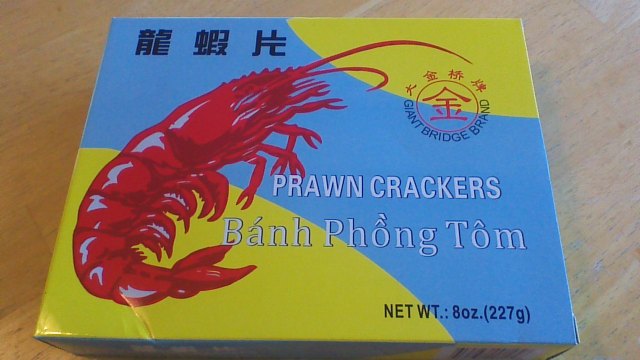 龍蝦片
大金桥牌
金
GIANT BRIDGE BRAND
PRAWN CRACKERS
Bánh Phồng Tôm
NET WT.: 8oz.(227g)